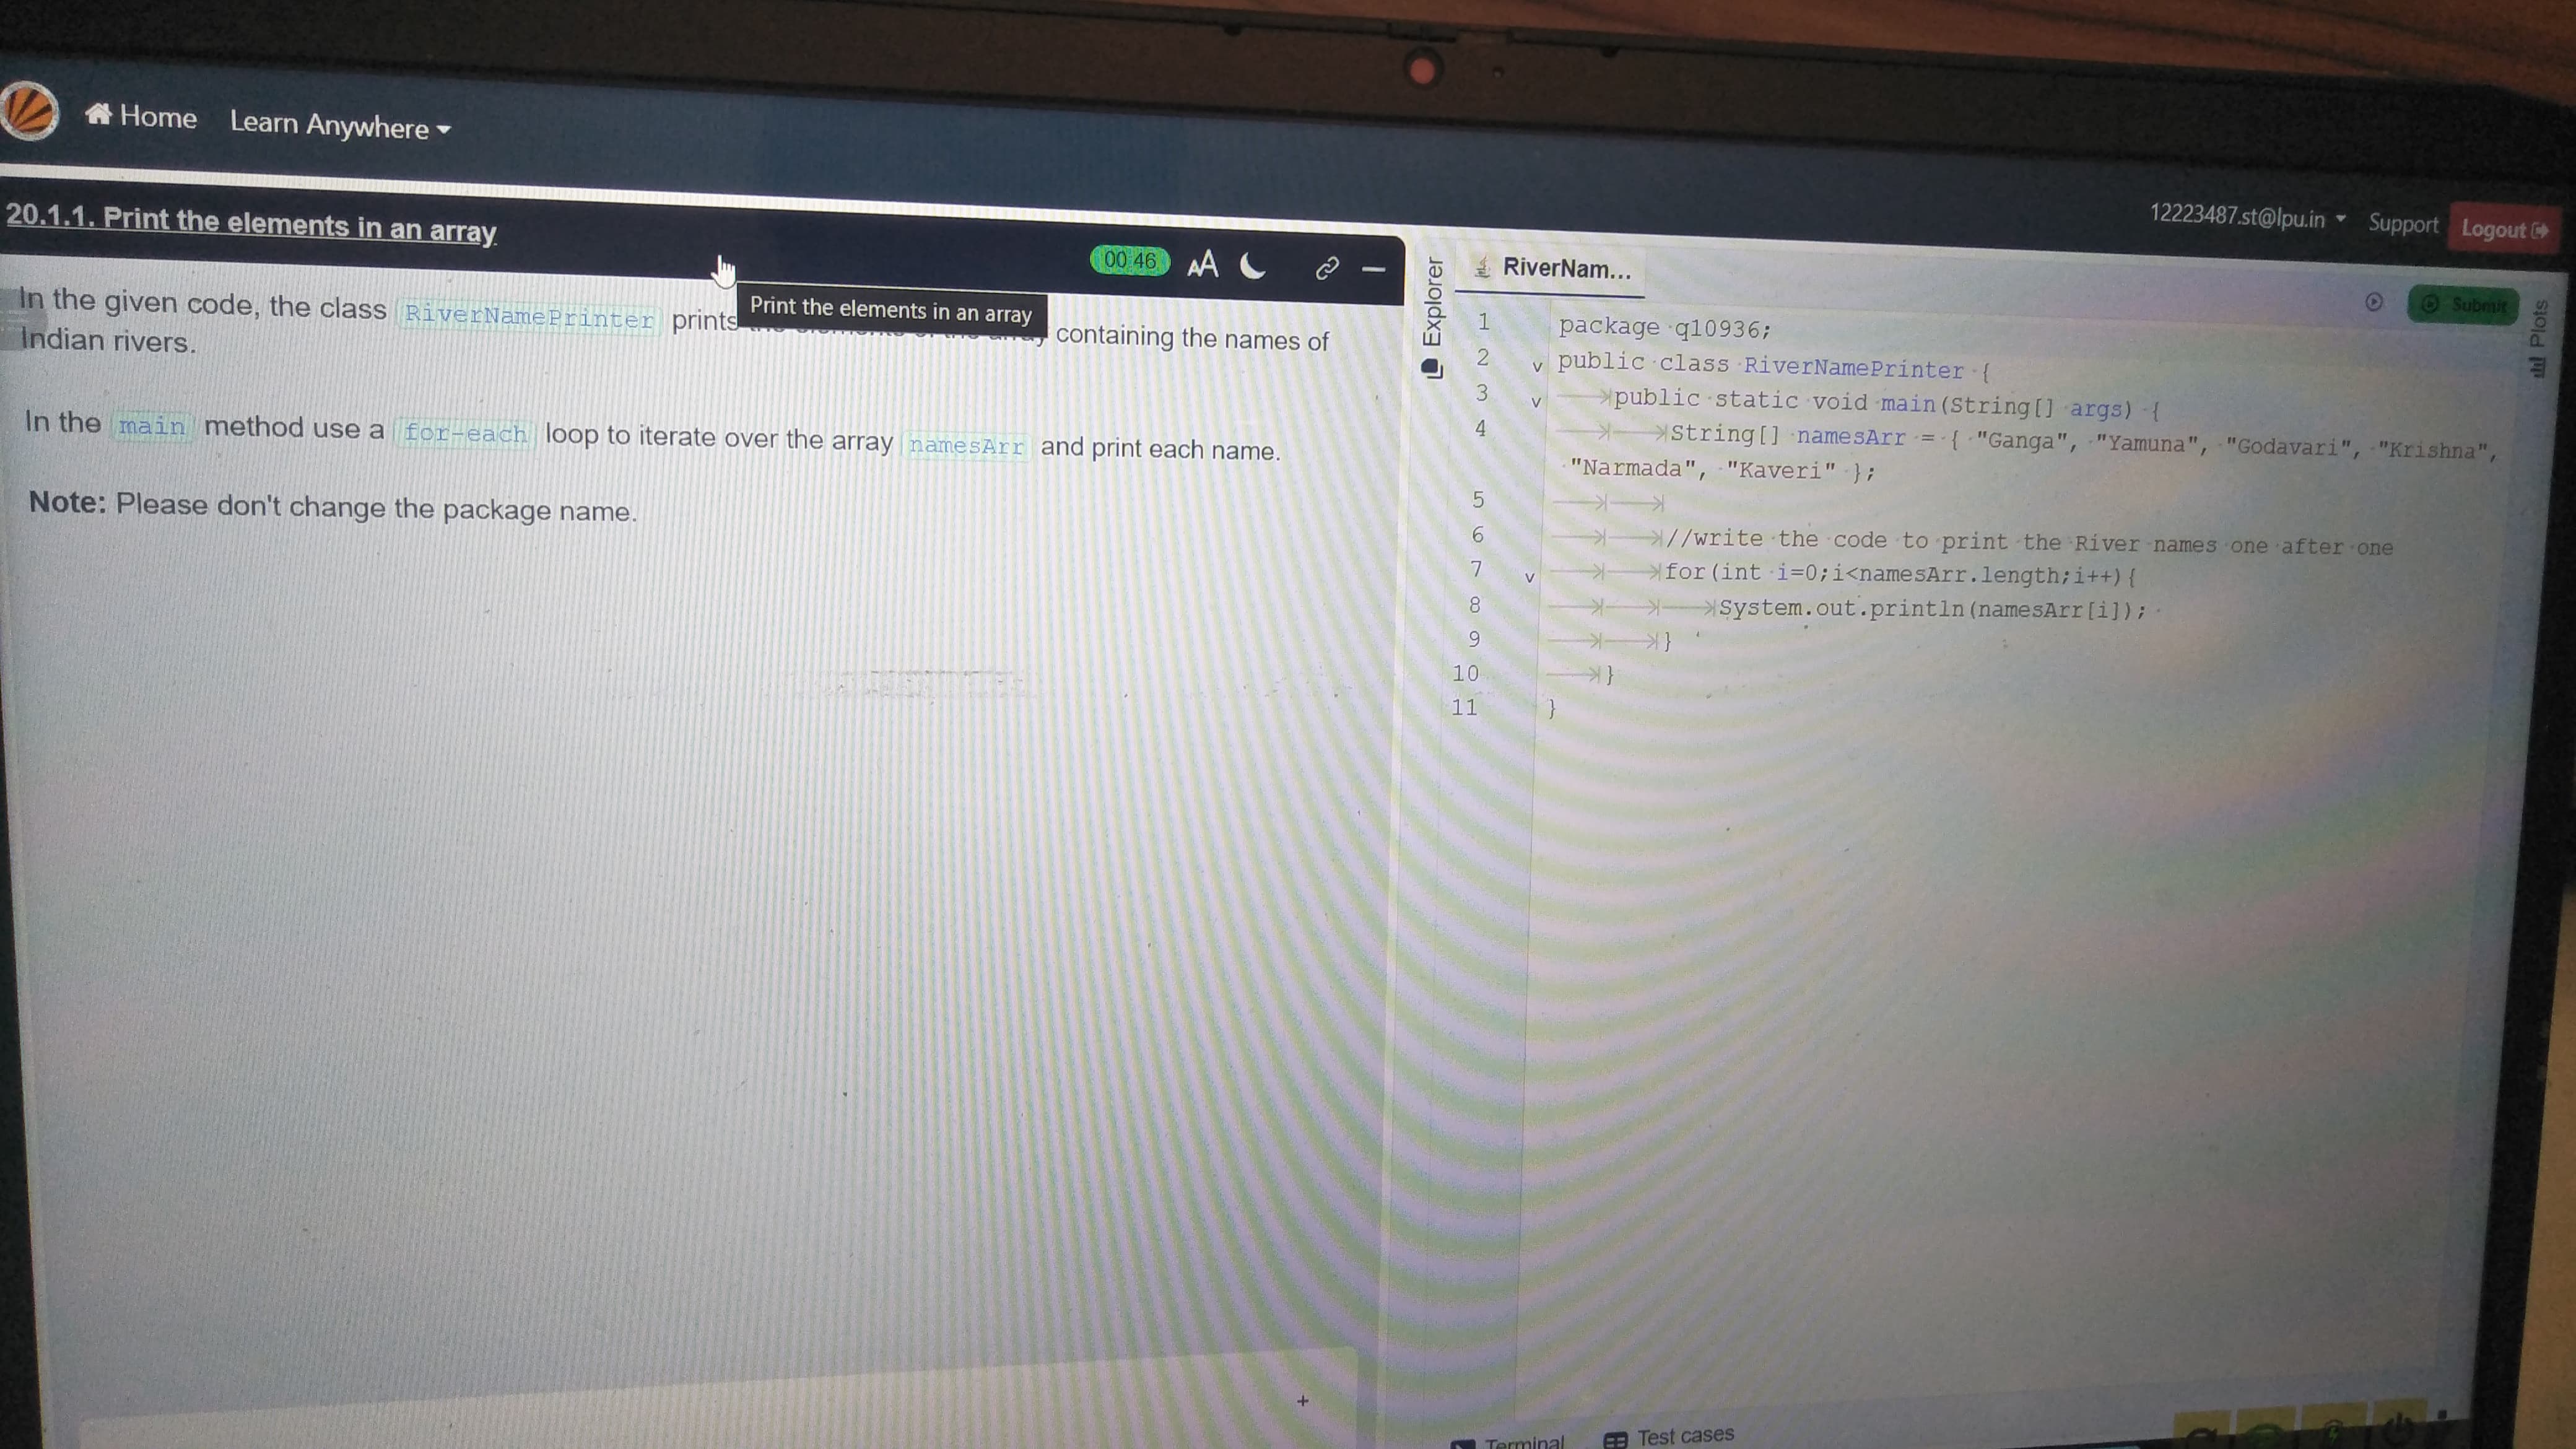 Home Learn Anywhere
12223487.st@lpu.in Support Logout
20.1.1. Print the elements in an array
00:46 AA
Print the elements in an array
In the given code, the class RiverNamePrinter prints containing the names of
Indian rivers.
In the main method use a for-each loop to iterate over the array namesArr and print each name.
Note: Please don't change the package name.
Explorer
RiverNam...
Submit
Plots
1 package q10936;
2 public class RiverNamePrinter {
3 public static void main(String[] args) {
4 String[] namesArr = { "Ganga", "Yamuna", "Godavari", "Krishna",
"Narmada", "Kaveri" };
5
6 //write the code to print the River names one after one
7 for(int i=0;i<namesArr.length;i++){
8 System.out.println(namesArr[i]);
9 }
10 }
11 }
Terminal Test cases